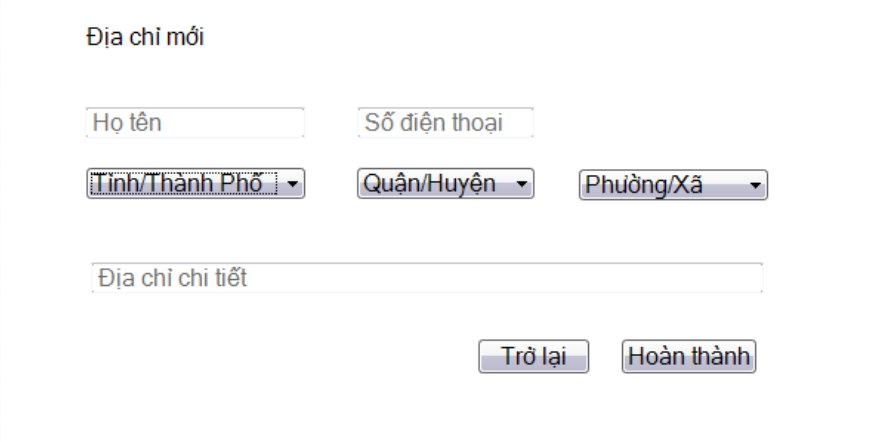 Địa chỉ mới
Họ tên Số điện thoại
Tỉnh/Thành Phố Quận/Huyện Phường/Xã
Địa chỉ chi tiết
Trở lại Hoàn thành